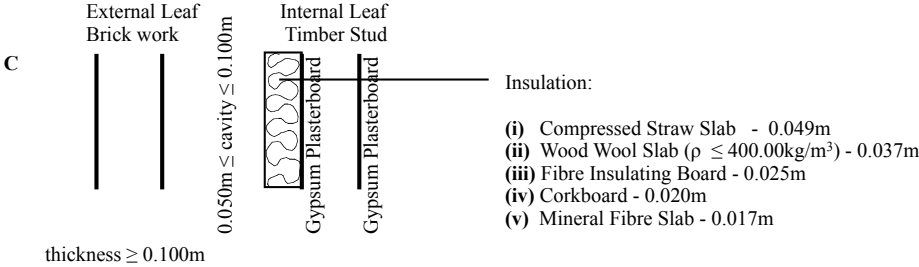 External Leaf
Brick work
Internal Leaf
Timber Stud
C
0.050m ≤ cavity ≤ 0.100m
Gypsum Plasterboard
Gypsum Plasterboard
Insulation:
(i) Compressed Straw Slab - 0.049m
(ii) Wood Wool Slab (ρ ≤ 400.00kg/m³) - 0.037m
(iii) Fibre Insulating Board - 0.025m
(iv) Corkboard - 0.020m
(v) Mineral Fibre Slab - 0.017m
thickness ≥ 0.100m